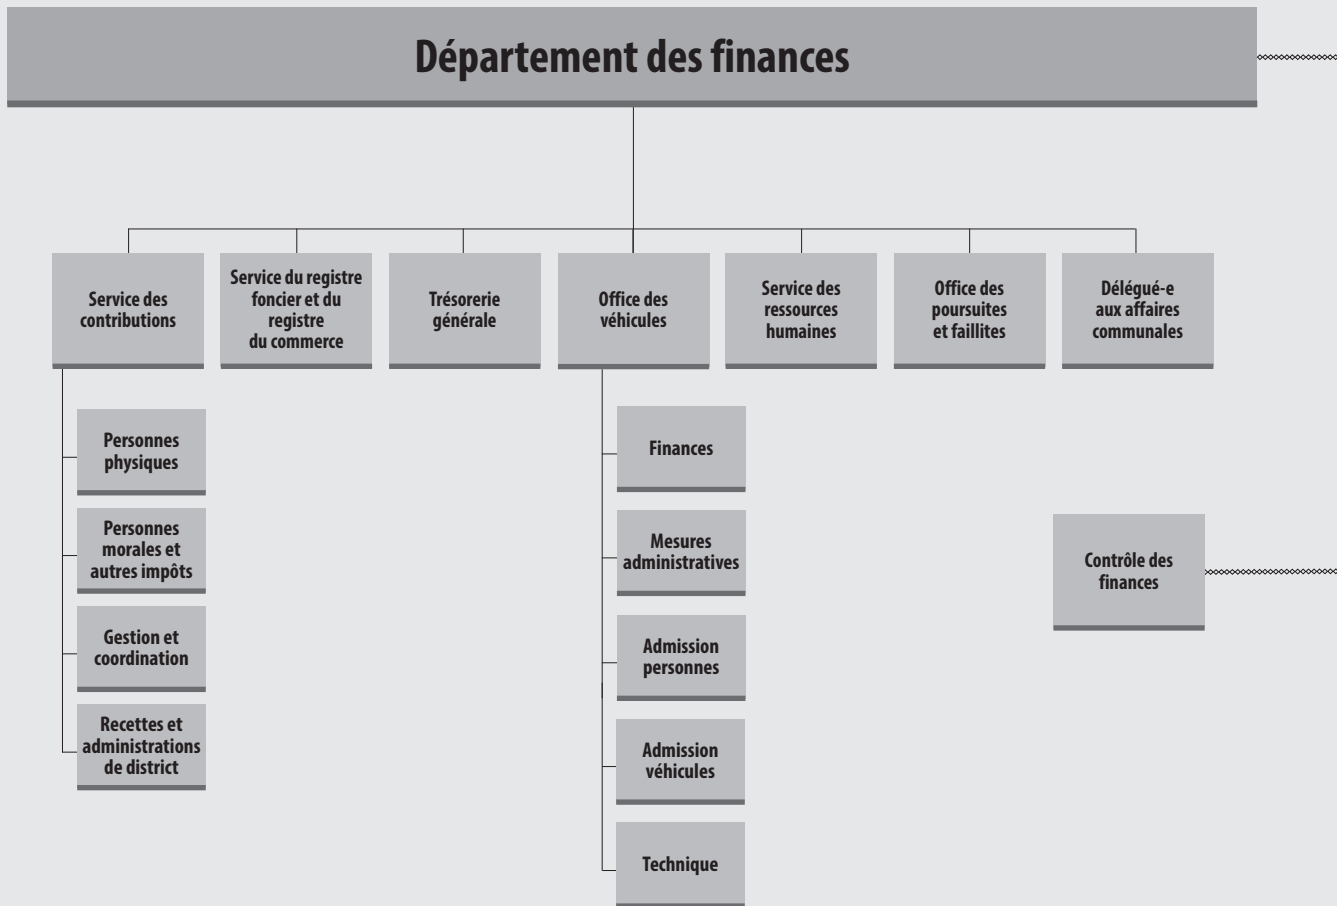 Département des finances
Service des
contributions
Service du registre
foncier et du
registre
du commerce
Trésorerie
générale
Office des
véhicules
Service des
ressources
humaines
Office des
poursuites
et faillites
Délégué-e
aux affaires
communales
Personnes
physiques
Personnes
morales et
autres impôts
Gestion et
coordination
Recettes et
administrations
de district
Finances
Mesures
administratives
Admission
personnes
Admission
véhicules
Technique
Contrôle des
finances